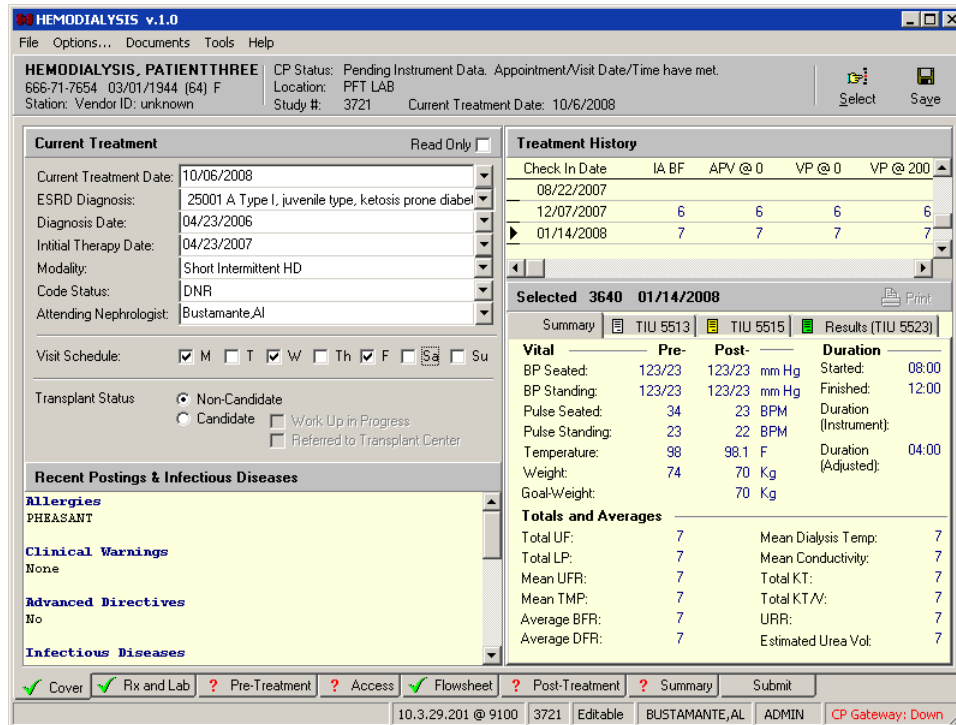 HEMODIALYSIS v.1.0
File Options... Documents Tools Help
HEMODIALYSIS, PATIENTTHREE
666-71-7654 03/01/1944 (64) F
Station: Vendor ID: unknown
CP Status: Pending Instrument Data. Appointment/Visit Date/Time have met.
Location: PFT LAB
Study #: 3721 Current Treatment Date: 10/6/2008
Select Save
Current Treatment Read Only
Current Treatment Date: 10/06/2008
ESRD Diagnosis: 25001 A Type I, juvenile type, ketosis prone diabet
Diagnosis Date: 04/23/2006
Intitial Therapy Date: 04/23/2007
Modality: Short Intermittent HD
Code Status: DNR
Attending Nephrologist: Bustamante,Al
Visit Schedule: M T W Th F Sa Su
Transplant Status Non-Candidate
Candidate Work Up in Progress
Referred to Transplant Center
Recent Postings & Infectious Diseases
Allergies
PHEASANT
Clinical Warnings
None
Advanced Directives
No
Infectious Diseases
Treatment History
Check In Date IA BF APV @ 0 VP @ 0 VP @ 200
08/22/2007
12/07/2007 6 6 6 6
01/14/2008 7 7 7 7
Selected 3640 01/14/2008 Print
Summary TIU 5513 TIU 5515 Results (TIU 5523)
Vital Pre- Post- Duration
BP Seated: 123/23 123/23 mm Hg Started: 08:00
BP Standing: 123/23 123/23 mm Hg Finished: 12:00
Pulse Seated: 34 23 BPM Duration (Instrument):
Pulse Standing: 23 22 BPM
Temperature: 98 98.1 F Duration (Adjusted): 04:00
Weight: 74 70 Kg
Goal-Weight: 70 Kg
Totals and Averages
Total UF: 7 Mean Dialysis Temp: 7
Total LP: 7 Mean Conductivity: 7
Mean UFR: 7 Total KT: 7
Mean TMP: 7 Total KT/V: 7
Average BFR: 7 URR: 7
Average DFR: 7 Estimated Urea Vol: 7
Cover Rx and Lab ? Pre-Treatment ? Access Flowsheet ? Post-Treatment ? Summary Submit
10.3.29.201 @ 9100 3721 Editable BUSTAMANTE,AL ADMIN CP Gateway: Down